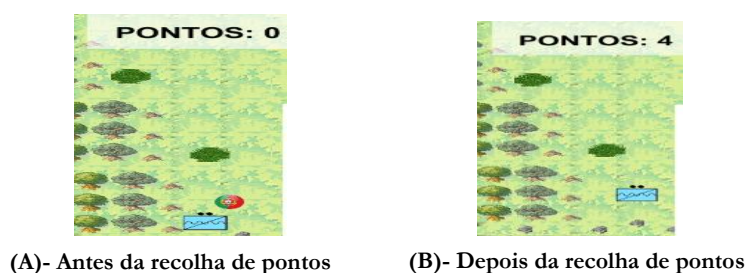 PONTOS: 0
PONTOS: 4
(A)- Antes da recolha de pontos
(B)- Depois da recolha de pontos